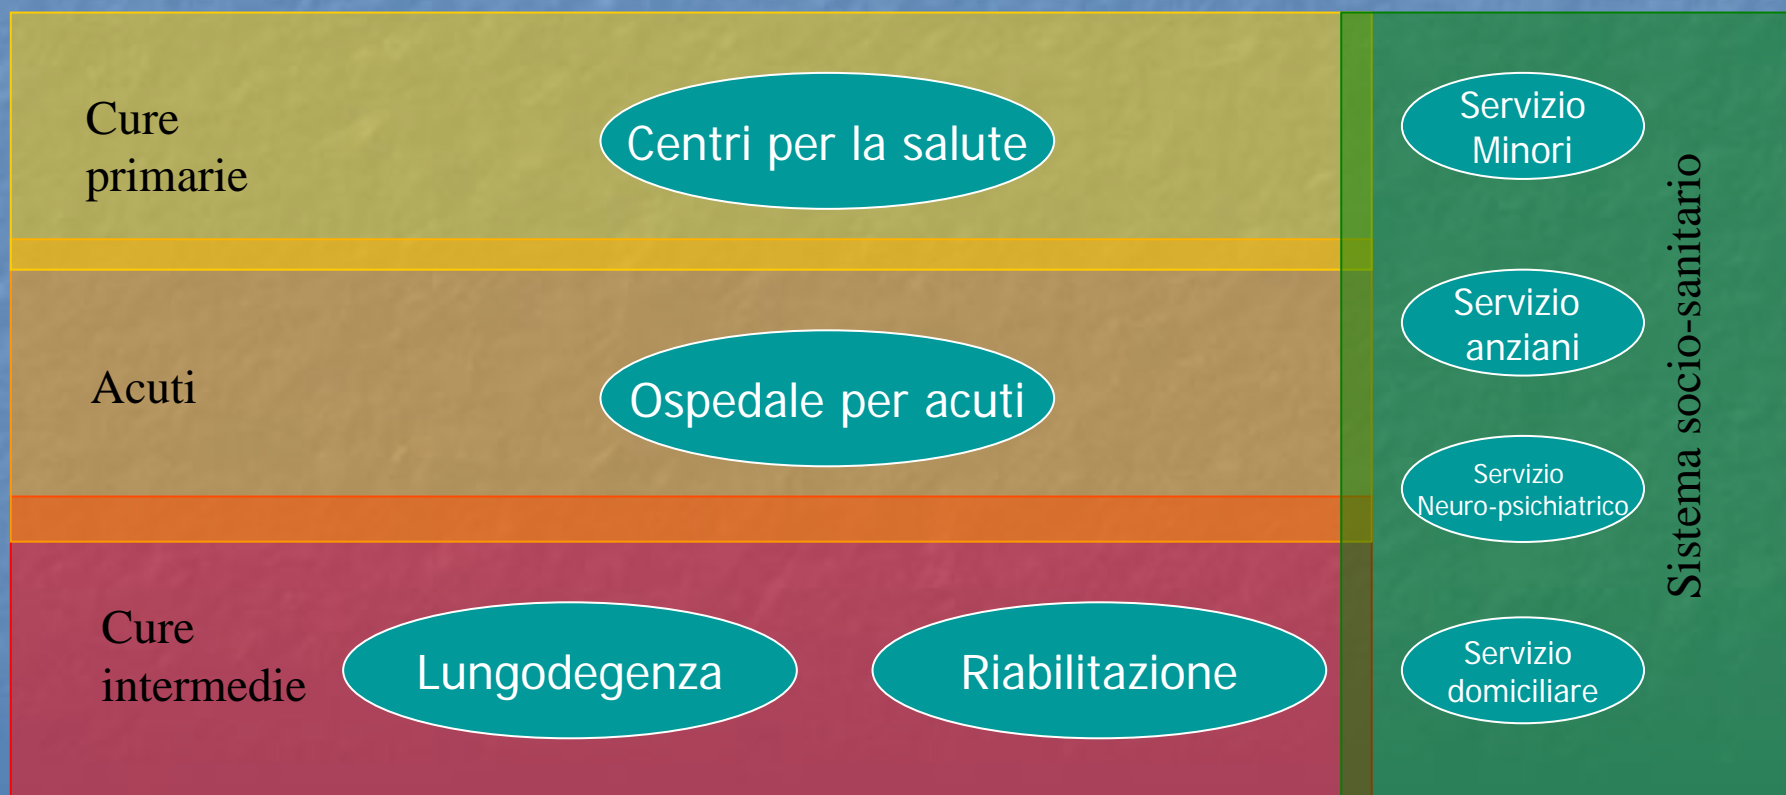 Cure
primarie
Centri per la salute
Acuti
Ospedale per acuti
Cure
intermedie
Lungodegenza
Riabilitazione
Servizio
Minori
Servizio
anziani
Servizio
Neuro-psichiatrico
Servizio
domiciliare
Sistema socio-sanitario